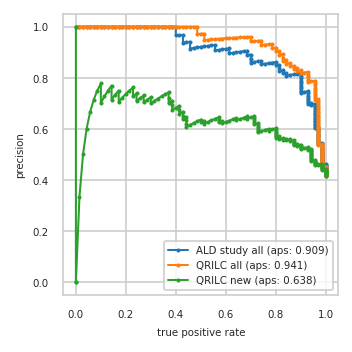 1.0
0.8
0.6
0.4
0.2
0.0
precision
0.0 0.2 0.4 0.6 0.8 1.0
true positive rate
ALD study all (aps: 0.909)
QRILC all (aps: 0.941)
QRILC new (aps: 0.638)